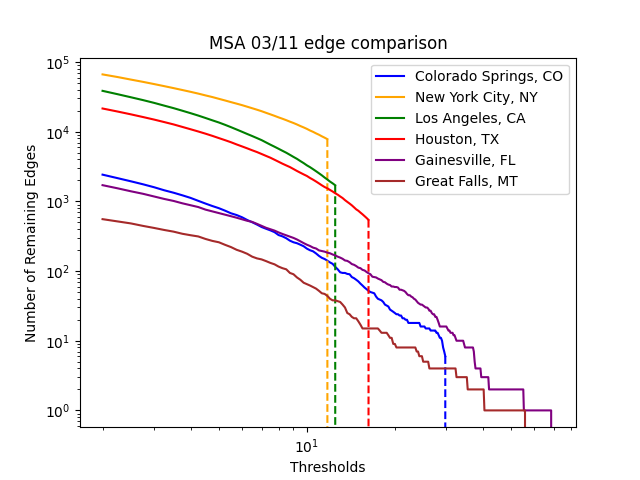 MSA 03/11 edge comparison
Number of Remaining Edges
10^5
10^4
10^3
10^2
10^1
10^0
Colorado Springs, CO
New York City, NY
Los Angeles, CA
Houston, TX
Gainesville, FL
Great Falls, MT
10^1
Thresholds